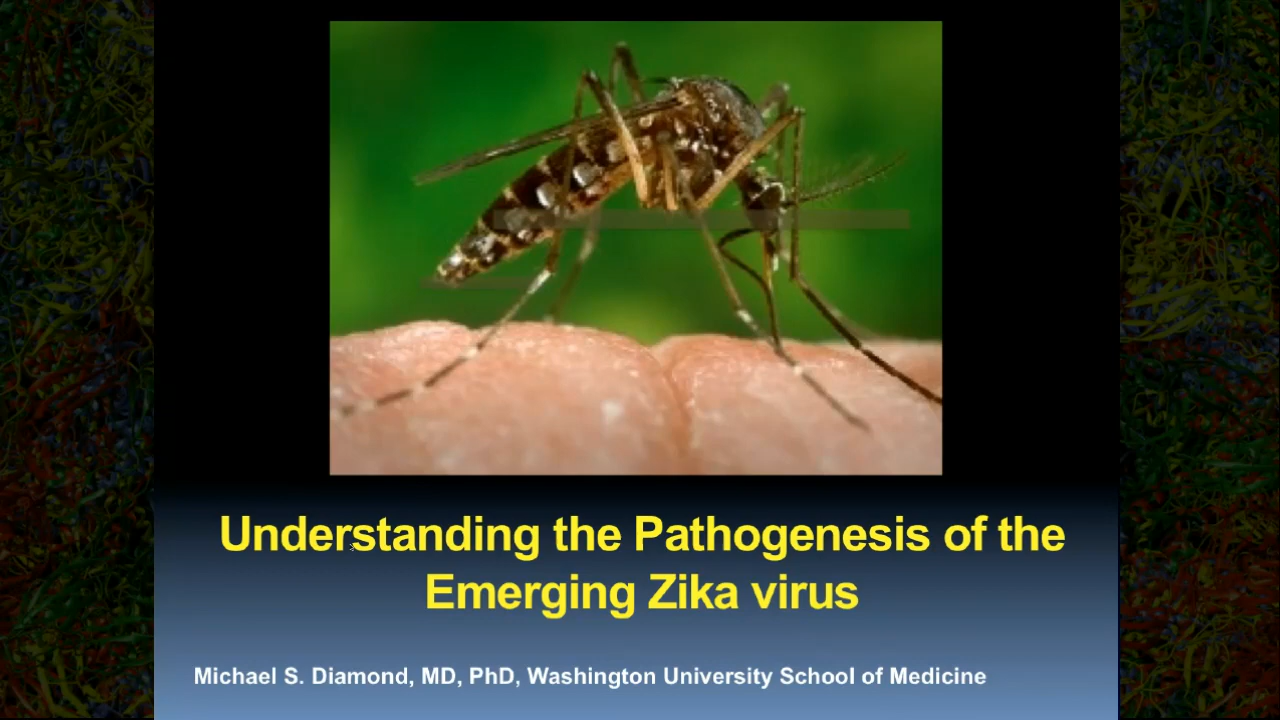 Understanding the Pathogenesis of the
Emerging Zika virus
Michael S. Diamond, MD, PhD, Washington University School of Medicine